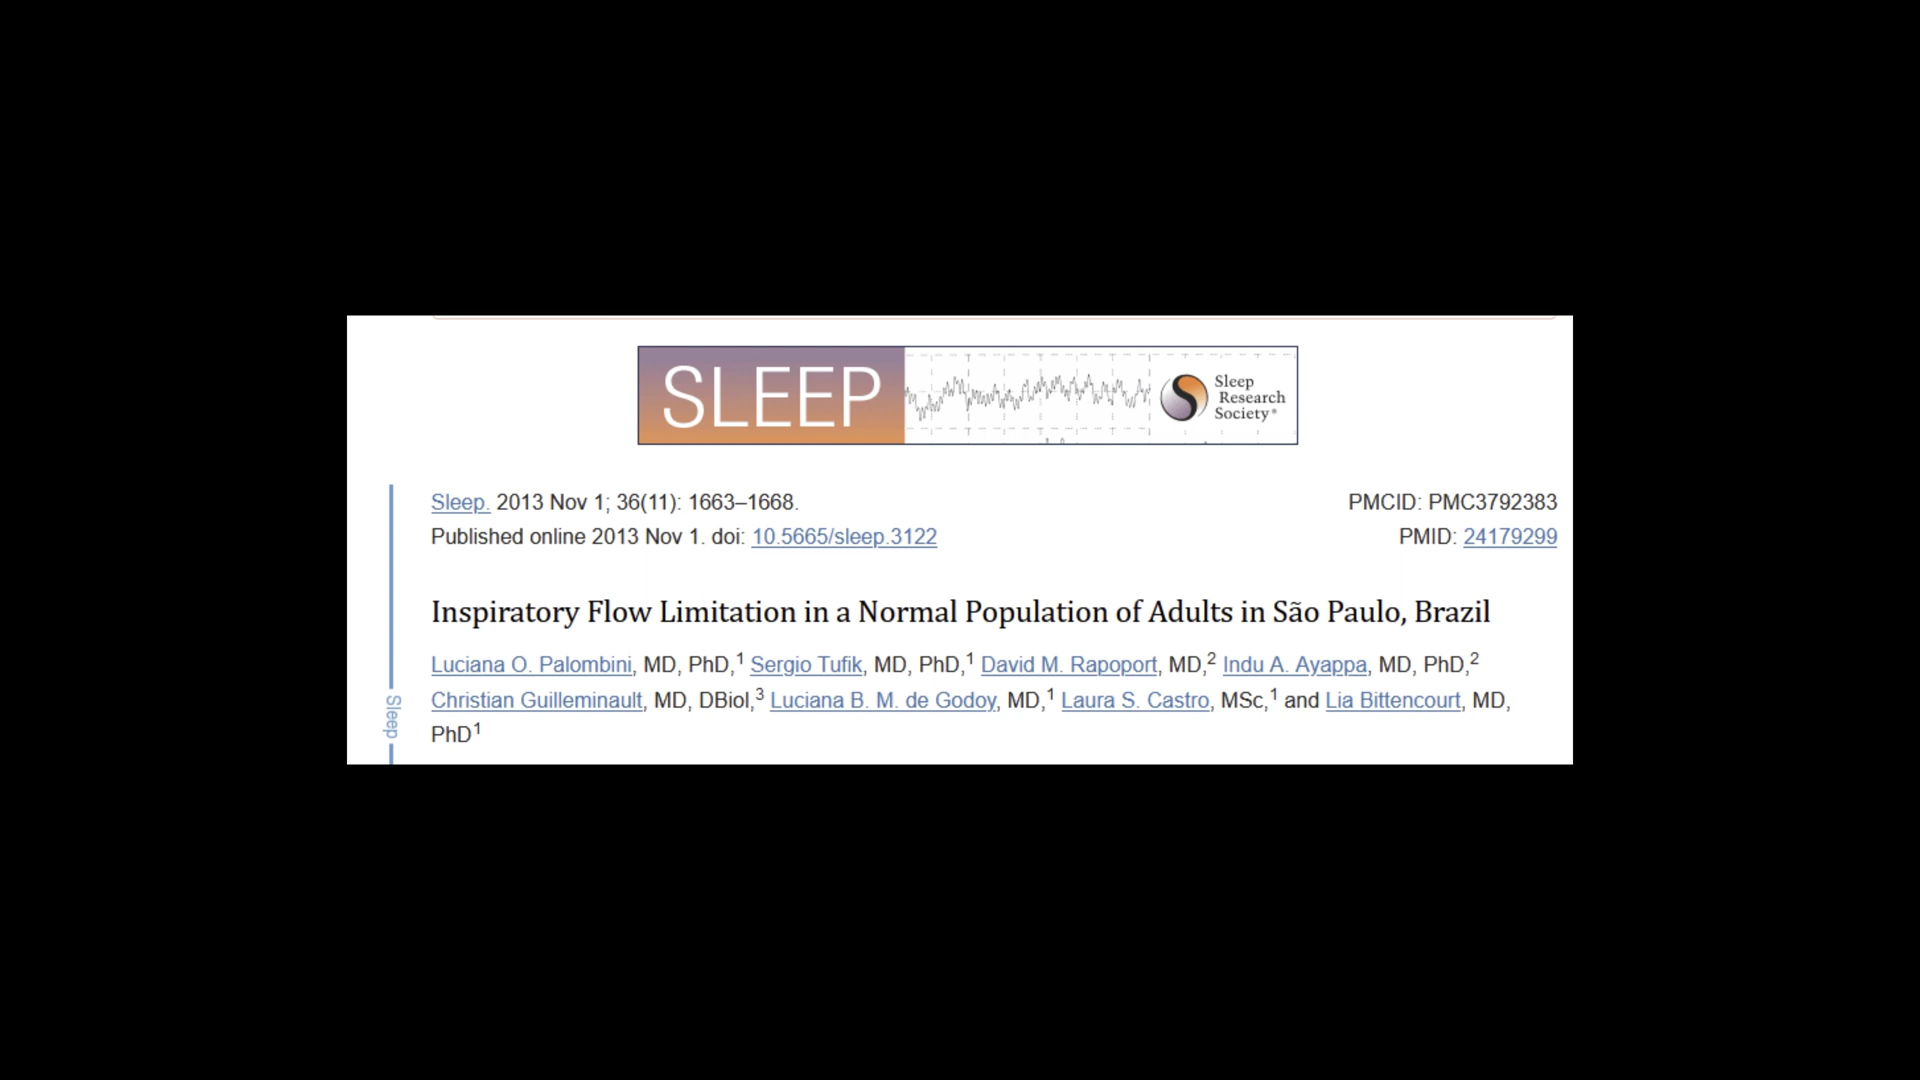 SLEEP
Sleep
Research
Society®
Sleep. 2013 Nov 1; 36(11): 1663–1668.
PMCID: PMC3792383
Published online 2013 Nov 1. doi: 10.5665/sleep.3122
PMID: 24179299
Inspiratory Flow Limitation in a Normal Population of Adults in São Paulo, Brazil
Luciana O. Palombini, MD, PhD,1 Sergio Tufik, MD, PhD,1 David M. Rapoport, MD,2 Indu A. Ayappa, MD, PhD,2
Christian Guilleminault, MD, DBiol,3 Luciana B. M. de Godoy, MD,1 Laura S. Castro, MSc,1 and Lia Bittencourt, MD,
PhD1
Sleep